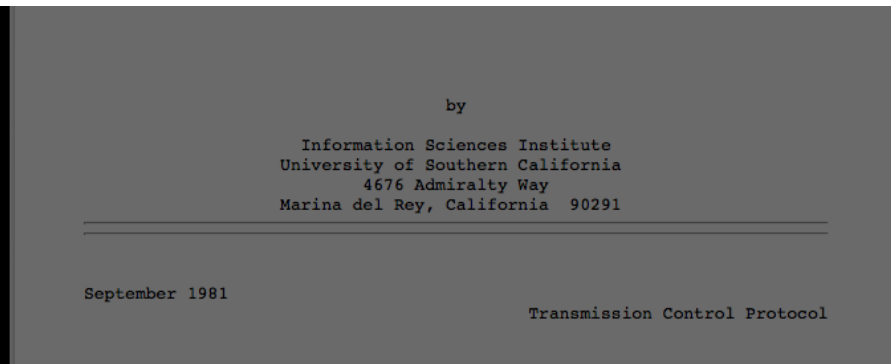 by
Information Sciences Institute
University of Southern California
4676 Admiralty Way
Marina del Rey, California  90291
September 1981
Transmission Control Protocol